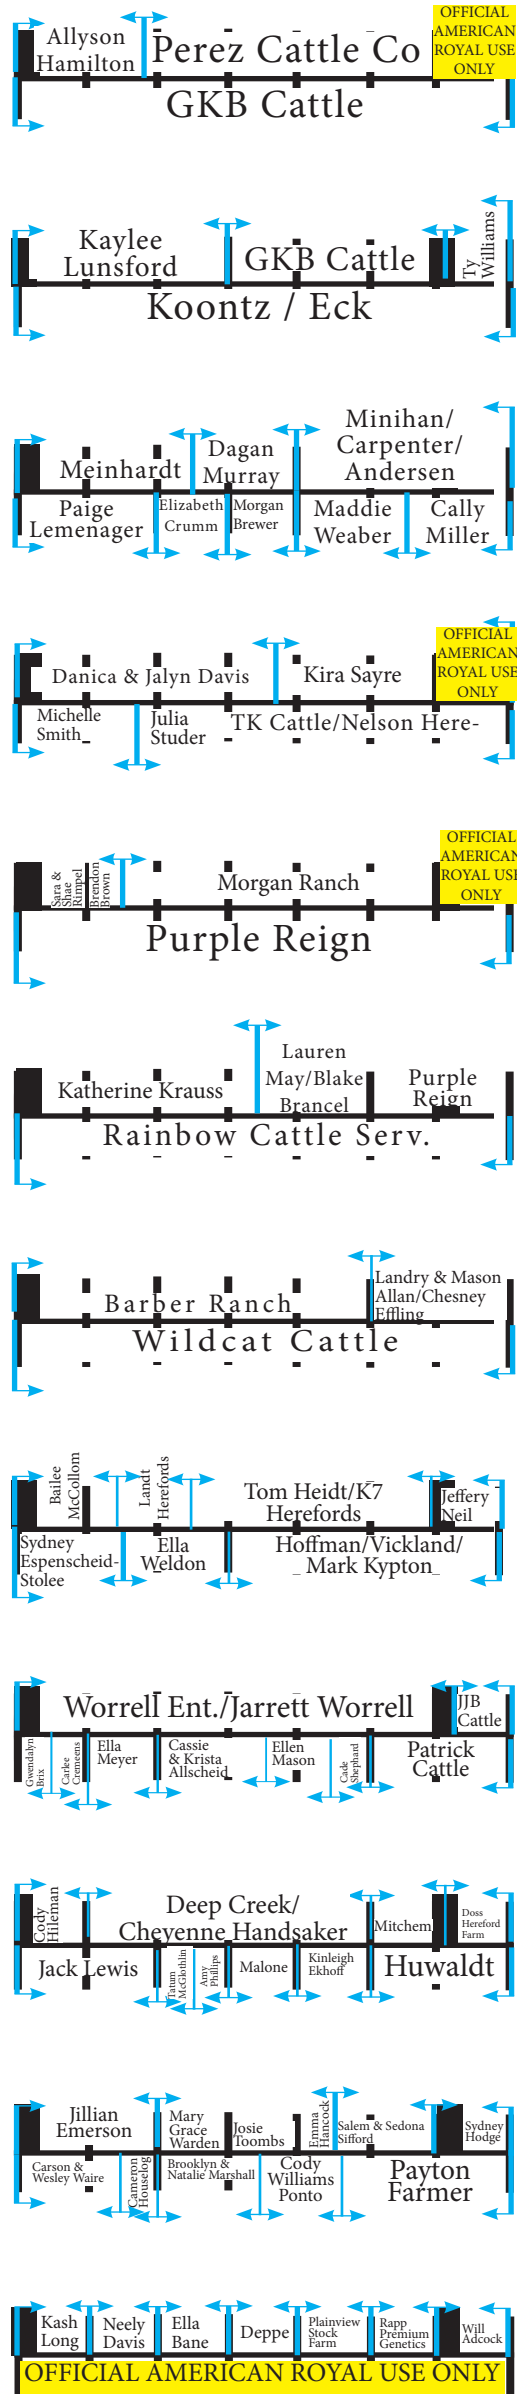 Allyson
Hamilton
Perez Cattle Co
OFFICIAL
AMERICAN
ROYAL USE
ONLY
GKB Cattle
Kaylee
Lunsford
GKB Cattle
Ty
Williams
Koontz / Eck
Meinhardt
Dagan
Murray
Minihan/
Carpenter/
Andersen
Paige
Lemenager
Elizabeth
Crumm
Morgan
Brewer
Maddie
Weaber
Cally
Miller
Danica & Jalyn Davis
Kira Sayre
OFFICIAL
AMERICAN
ROYAL USE
ONLY
Michelle
Smith
Julia
Studer
TK Cattle/Nelson Here-
Sara &
Shae
Rimpel
Brendon
Brown
Morgan Ranch
OFFICIAL
AMERICAN
ROYAL USE
ONLY
Purple Reign
Katherine Krauss
Lauren
May/Blake
Brancel
Purple
Reign
Rainbow Cattle Serv.
Barber Ranch
Landry & Mason
Allan/Chesney
Effling
Wildcat Cattle
Bailee
McCollom
Landt
Herefords
Tom Heidt/K7
Herefords
Jeffery
Neil
Sydney
Espenscheid-
Stolee
Ella
Weldon
Hoffman/Vickland/
Mark Kypton
Worrell Ent./Jarrett Worrell
JJB
Cattle
Gwendalyn
Brix
Carlee
Cremeens
Ella
Meyer
Cassie
& Krista
Allscheid
Ellen
Mason
Cade
Shephard
Patrick
Cattle
Cody
Hileman
Deep Creek/
Cheyenne Handsaker
Mitchem
Doss
Hereford
Farm
Jack Lewis
Tatum
McGlothlin
Amy
Phillips
Malone
Kinleigh
Ekhoff
Huwaldt
Jillian
Emerson
Mary
Grace
Warden
Josie
Toombs
Emma
Hancock
Salem & Sedona
Sifford
Sydney
Hodge
Carson &
Wesley Waire
Cameron
Houselog
Brooklyn &
Natalie Marshall
Cody
Williams
Ponto
Payton
Farmer
Kash
Long
Neely
Davis
Ella
Bane
Deppe
Plainview
Stock
Farm
Rapp
Premium
Genetics
Will
Adcock
OFFICIAL AMERICAN ROYAL USE ONLY